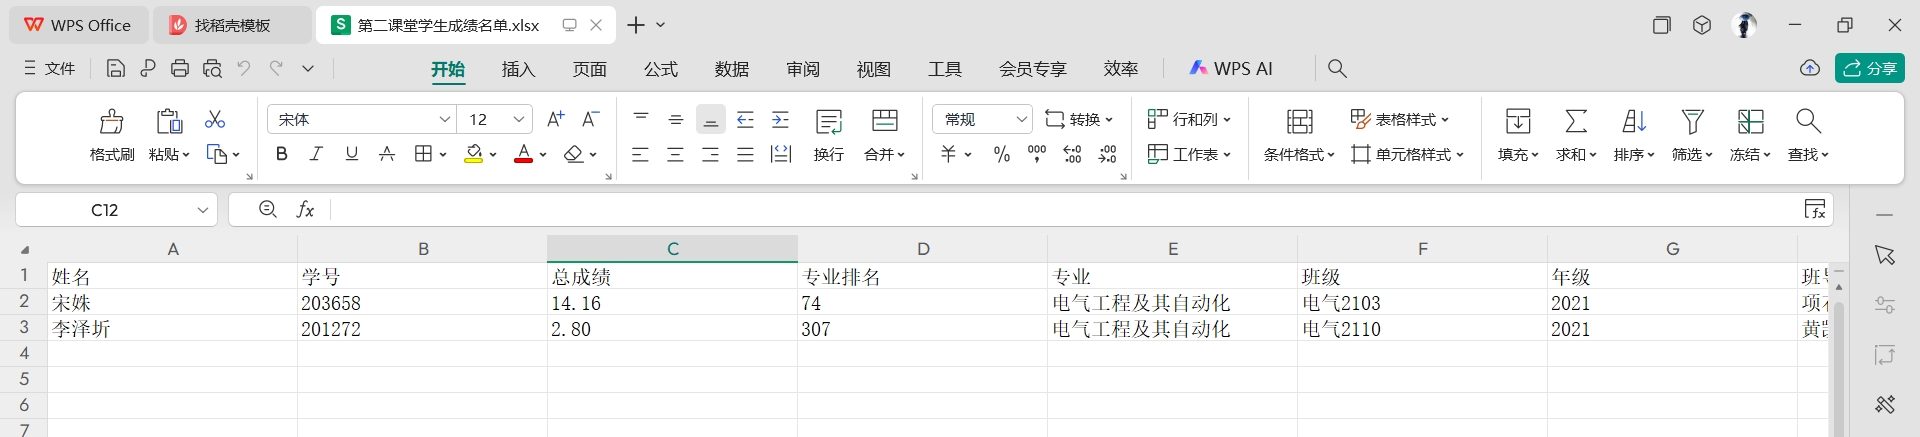 WPS Office 找稻壳模板 第二课堂学生成绩名单.xlsx
文件 开始 插入 页面 公式 数据 审阅 视图 工具 会员专享 效率 WPS AI 分享
宋体 12 A+ A- 常规 转换 行和列 表格样式
格式刷 粘贴 B I U A A 换行 合并 ￥ % 000 工作表 条件格式 单元格样式 填充 求和 排序 筛选 冻结 查找
C12 fx fx
A B C D E F G
1 姓名 学号 总成绩 专业排名 专业 班级 年级 班
2 宋姝 203658 14.16 74 电气工程及其自动化 电气2103 2021 项
3 李泽圻 201272 2.80 307 电气工程及其自动化 电气2110 2021 黄
4
5
6
7